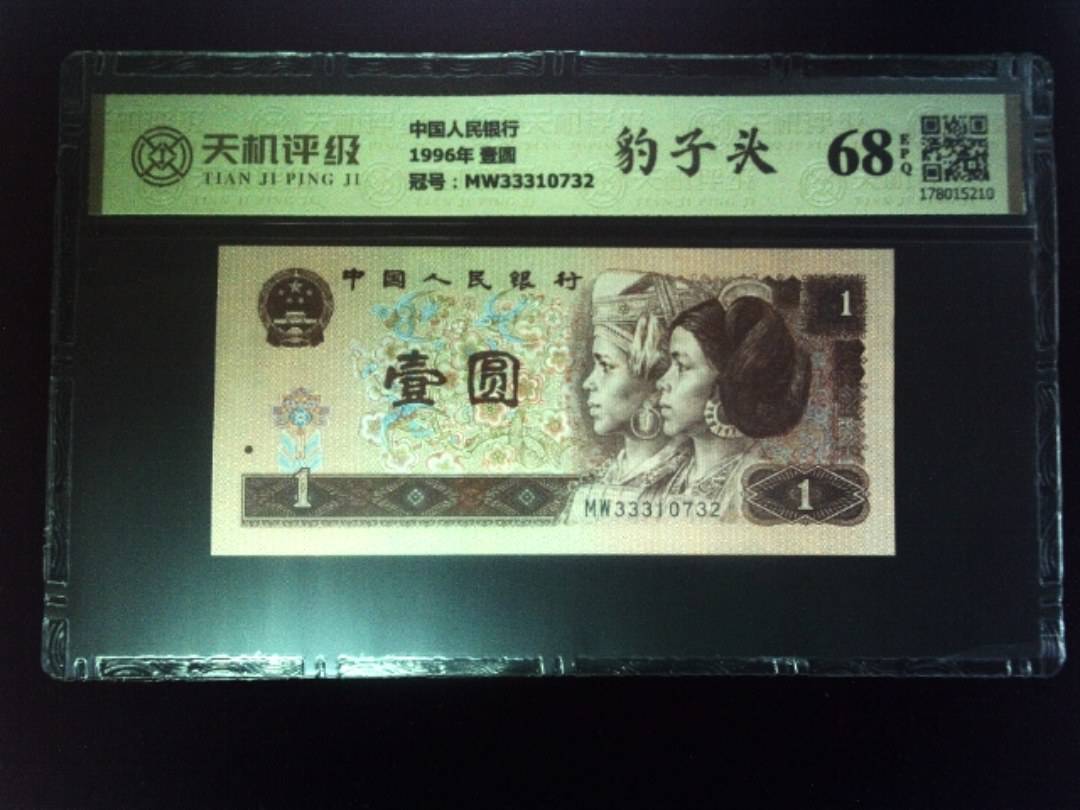 天机评级
TIAN JI PING JI
中国人民银行
1996年 壹圆
冠号：MW33310732
豹子头
68
EPQ
178015210
中国人民银行
壹圆
1
1
1
MW33310732